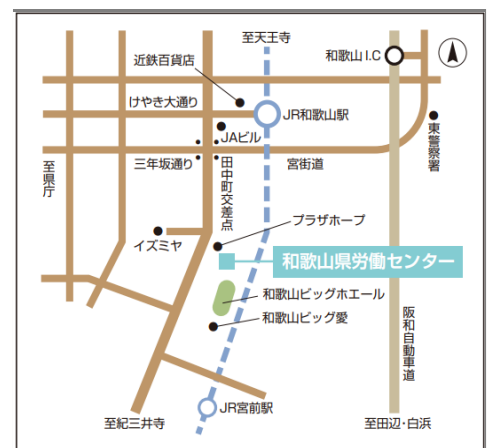 至天王寺
近鉄百貨店
和歌山I.C
けやき大通り
JR和歌山駅
JAビル
東警察署
三年坂通り
宮街道
至県庁
田中町交差点
プラザホープ
イズミヤ
和歌山県労働センター
和歌山ビッグホエール
和歌山ビッグ愛
阪和自動車道
JR宮前駅
至紀三井寺
至田辺・白浜